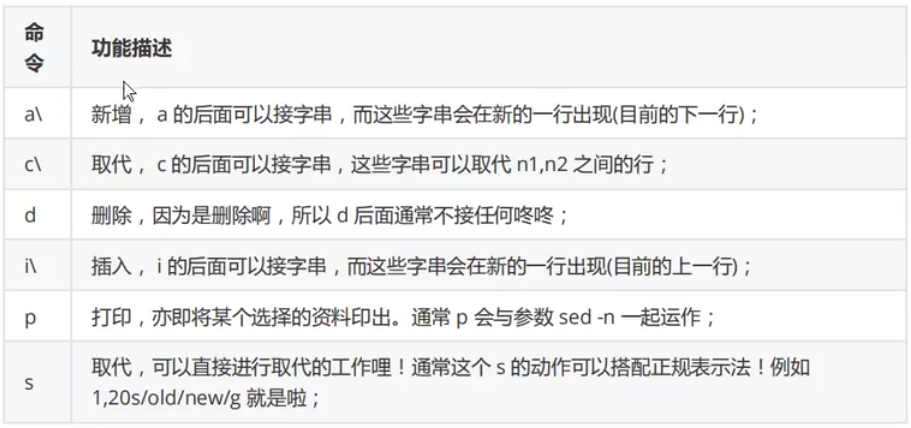 命令 功能描述
a\ 新增，a 的后面可以接字串，而这些字串会在新的一行出现(目前的下一行)；
c\ 取代，c 的后面可以接字串，这些字串可以取代 n1,n2 之间的行；
d 删除，因为是删除啊，所以 d 后面通常不接任何咚咚；
i\ 插入，i 的后面可以接字串，而这些字串会在新的一行出现(目前的上一行)；
p 打印，亦即将某个选择的资料印出。通常 p 会与参数 sed -n 一起运作；
s 取代，可以直接进行取代的工作哩！通常这个 s 的动作可以搭配正规表示法！例如
1,20s/old/new/g 就是啦；